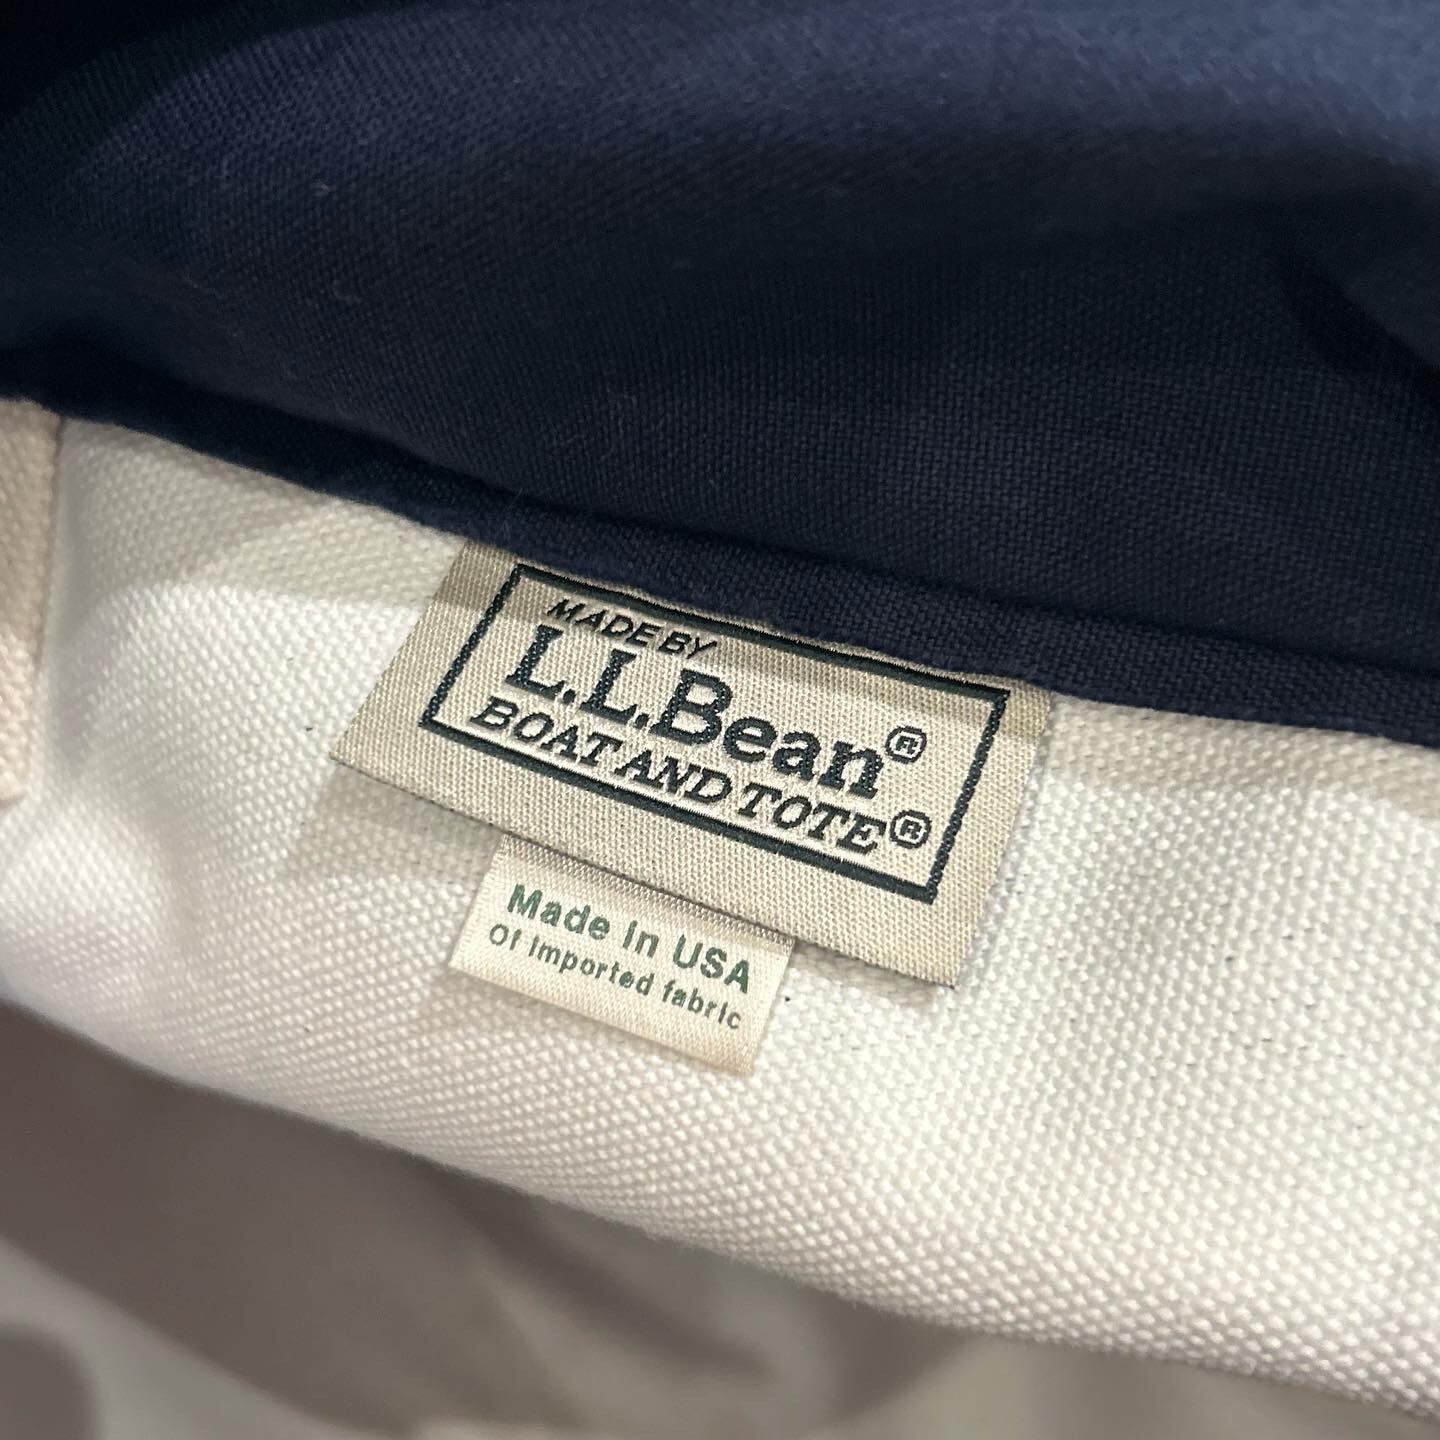 MADE BY
L.L.Bean®
BOAT AND TOTE®
Made in USA
Of imported fabric